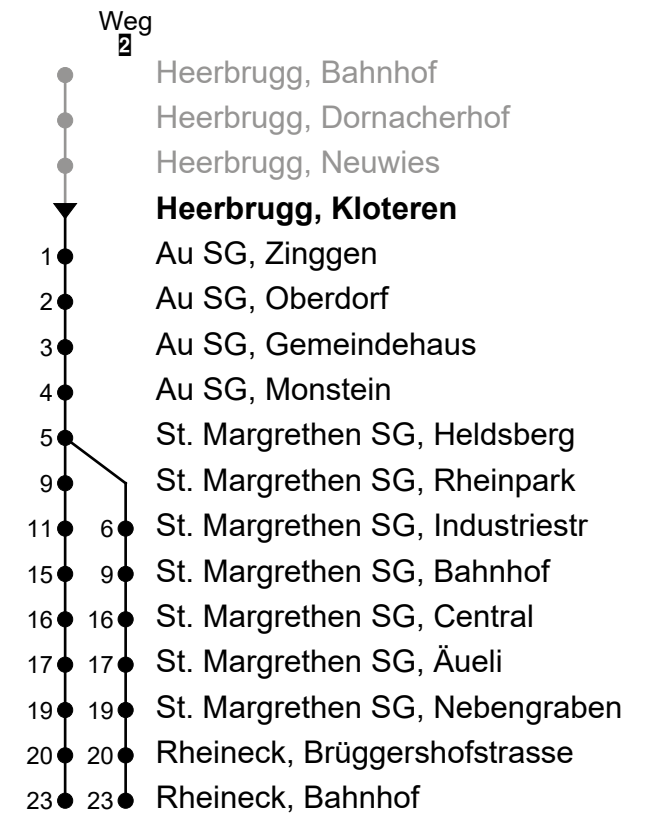 Weg
2
Heerbrugg, Bahnhof
Heerbrugg, Dornacherhof
Heerbrugg, Neuwies
Heerbrugg, Kloteren
1 Au SG, Zinggen
2 Au SG, Oberdorf
3 Au SG, Gemeindehaus
4 Au SG, Monstein
5 St. Margrethen SG, Heldsberg
9 St. Margrethen SG, Rheinpark
11 6 St. Margrethen SG, Industriestr
15 9 St. Margrethen SG, Bahnhof
16 16 St. Margrethen SG, Central
17 17 St. Margrethen SG, Äueli
19 19 St. Margrethen SG, Nebengraben
20 20 Rheineck, Brüggershofstrasse
23 23 Rheineck, Bahnhof